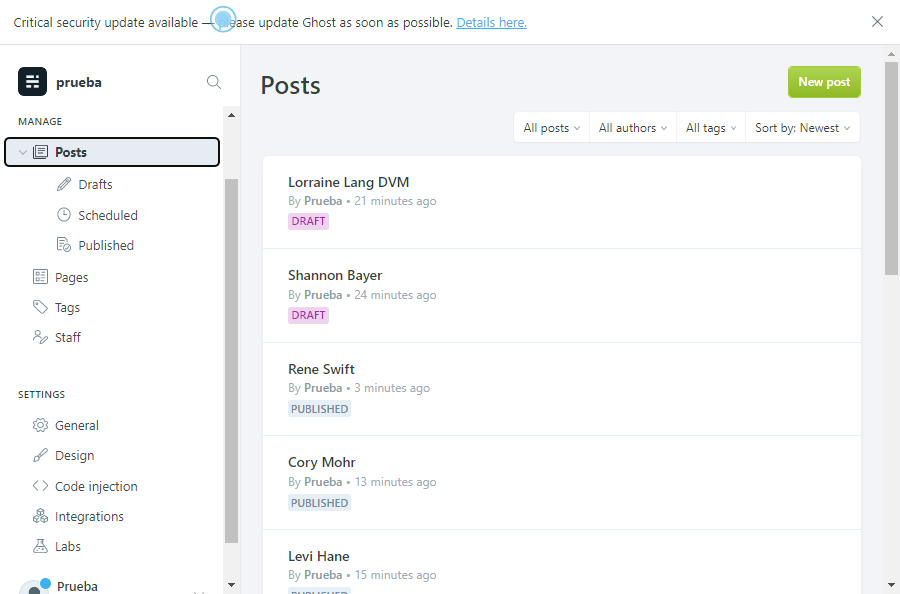 Critical security update available — please update Ghost as soon as possible. Details here.
prueba
MANAGE
Posts
Drafts
Scheduled
Published
Pages
Tags
Staff
SETTINGS
General
Design
Code injection
Integrations
Labs
Prueba
Posts
New post
All posts
All authors
All tags
Sort by: Newest
Lorraine Lang DVM
By Prueba • 21 minutes ago
DRAFT
Shannon Bayer
By Prueba • 24 minutes ago
DRAFT
Rene Swift
By Prueba • 3 minutes ago
PUBLISHED
Cory Mohr
By Prueba • 13 minutes ago
PUBLISHED
Levi Hane
By Prueba • 15 minutes ago
PUBLISHED